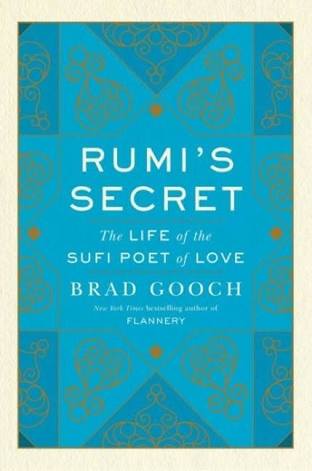 RUMI'S
SECRET
The LIFE of the
SUFI POET of LOVE
BRAD GOOCH
New York Times bestselling author of
FLANNERY